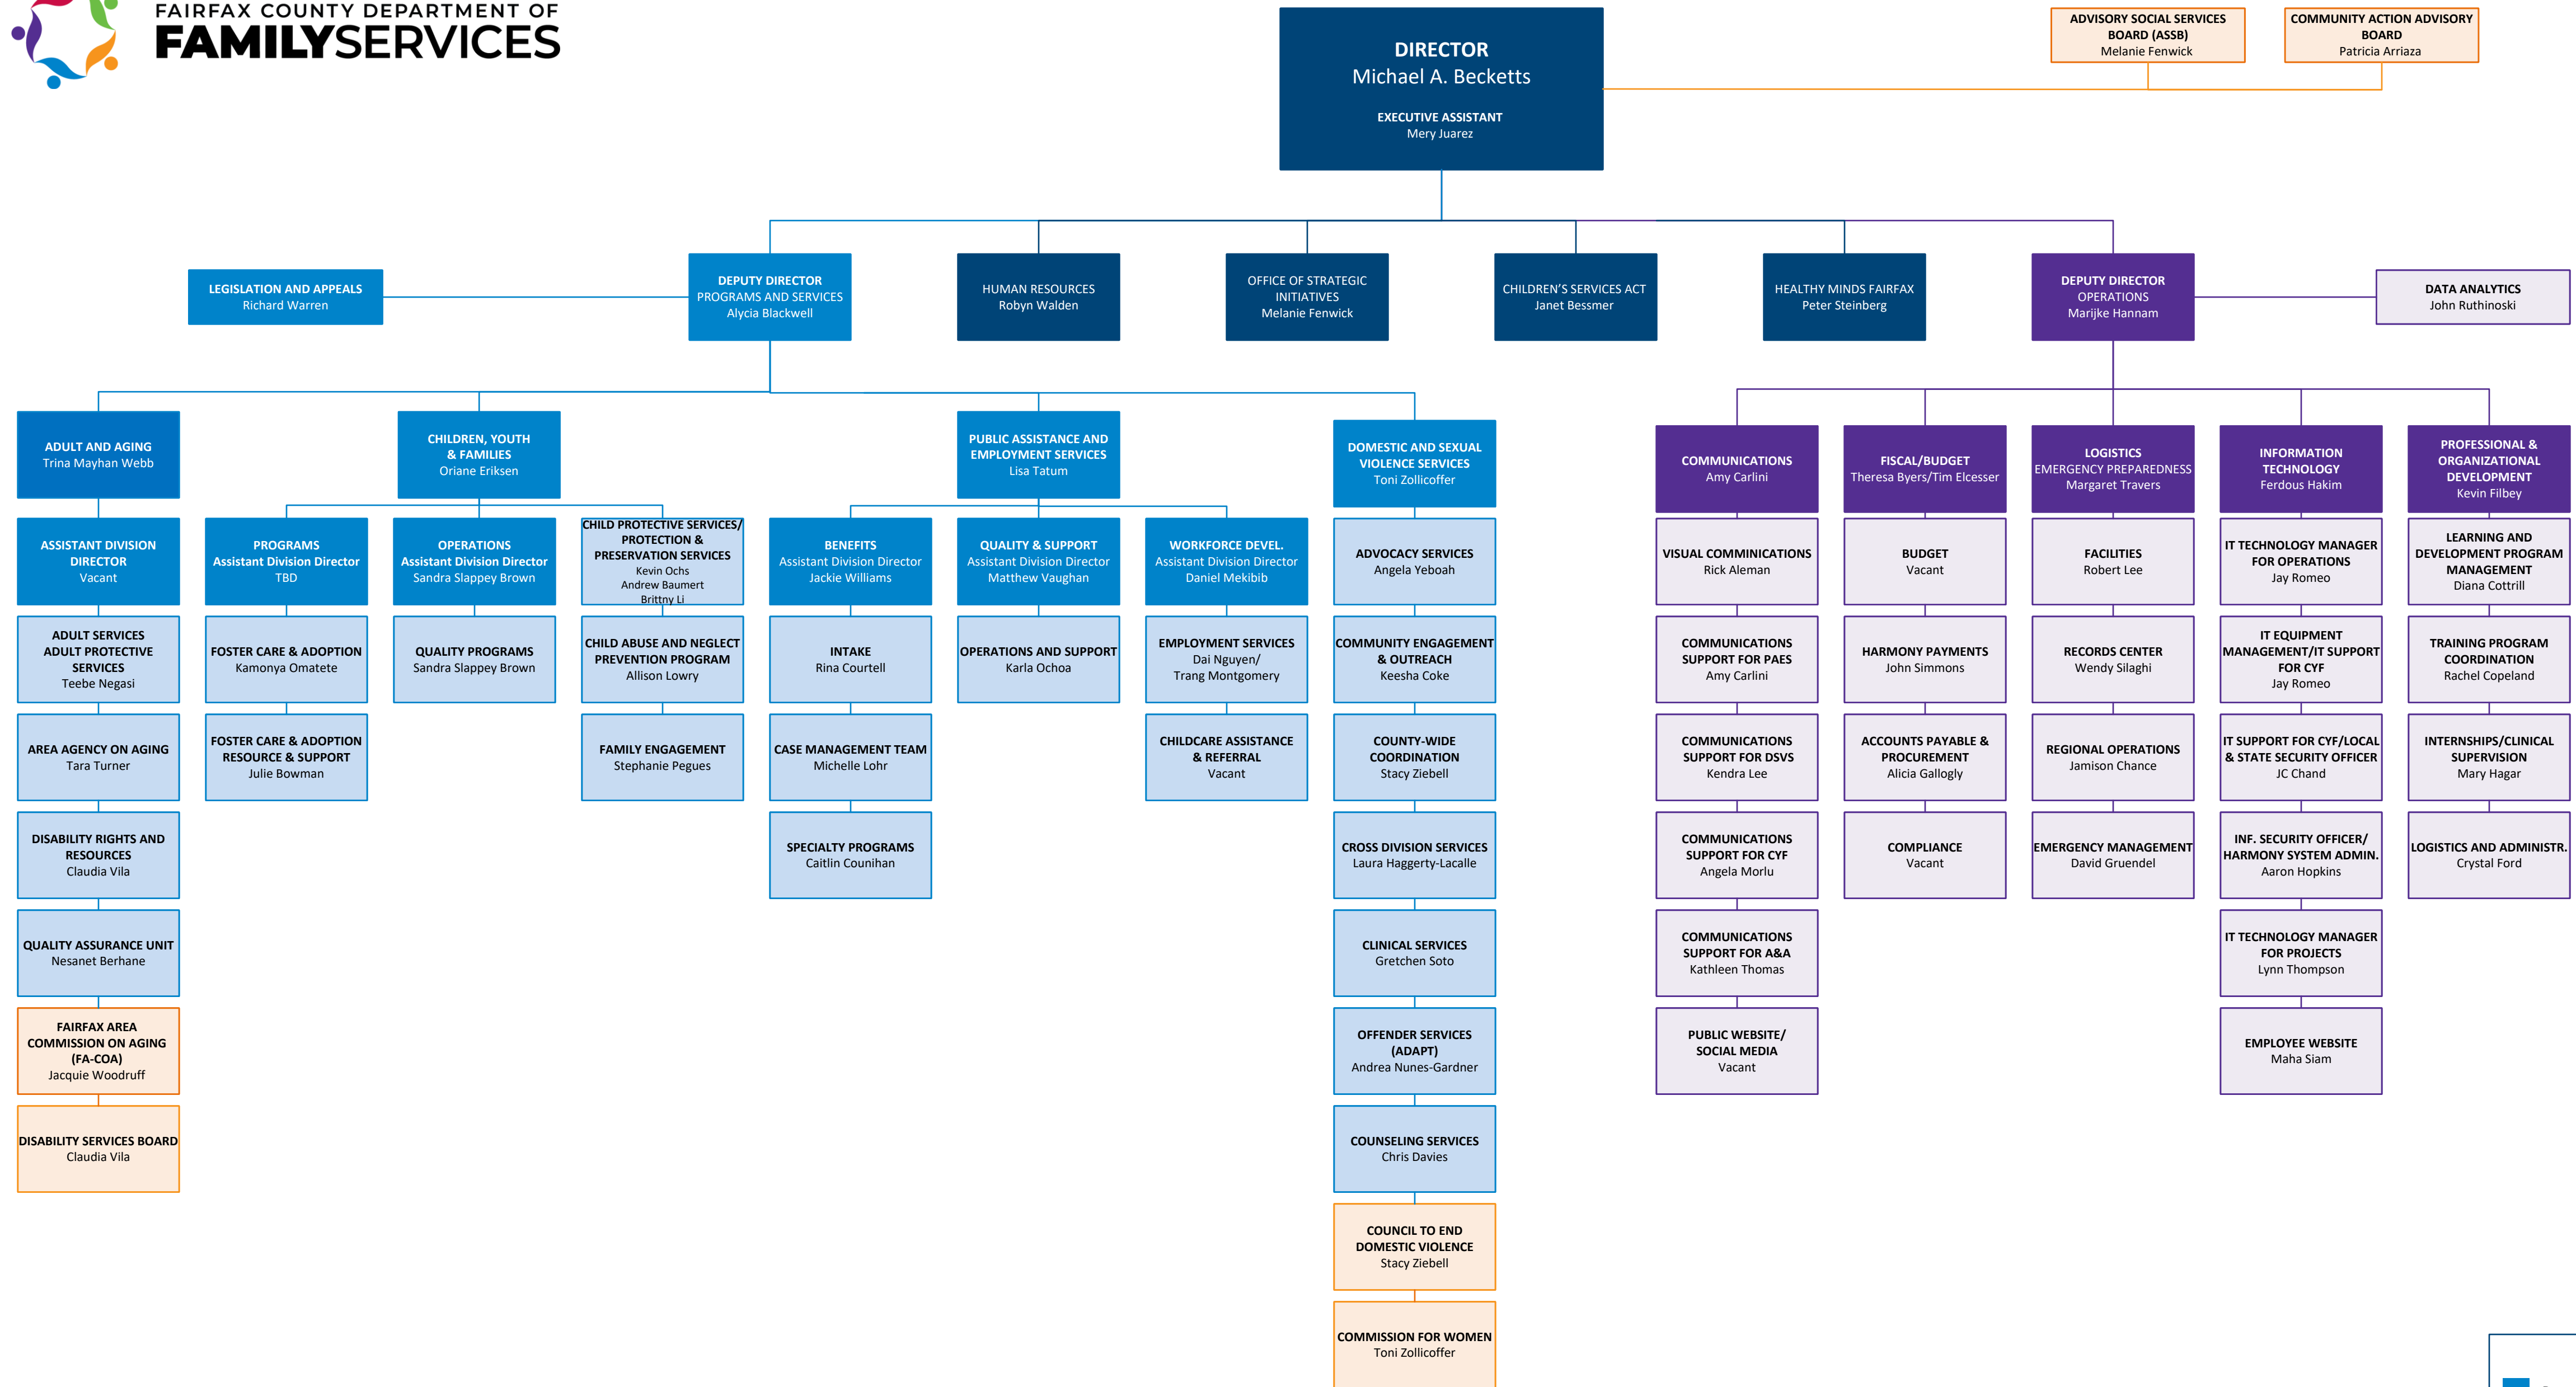 FAIRFAX COUNTY DEPARTMENT OF
FAMILYSERVICES
DIRECTOR
Michael A. Becketts
EXECUTIVE ASSISTANT
Mery Juarez
ADVISORY SOCIAL SERVICES
BOARD (ASSB)
Melanie Fenwick
COMMUNITY ACTION ADVISORY
BOARD
Patricia Arriaza
LEGISLATION AND APPEALS
Richard Warren
DEPUTY DIRECTOR
PROGRAMS AND SERVICES
Alycia Blackwell
HUMAN RESOURCES
Robyn Walden
OFFICE OF STRATEGIC
INITIATIVES
Melanie Fenwick
CHILDREN'S SERVICES ACT
Janet Bessmer
HEALTHY MINDS FAIRFAX
Peter Steinberg
DEPUTY DIRECTOR
OPERATIONS
Marijke Hannam
DATA ANALYTICS
John Ruthinoski
ADULT AND AGING
Trina Mayhan Webb
CHILDREN, YOUTH
& FAMILIES
Oriane Eriksen
PUBLIC ASSISTANCE AND
EMPLOYMENT SERVICES
Lisa Tatum
DOMESTIC AND SEXUAL
VIOLENCE SERVICES
Toni Zollicoffer
COMMUNICATIONS
Amy Carlini
FISCAL/BUDGET
Theresa Byers/Tim Elcesser
LOGISTICS
EMERGENCY PREPAREDNESS
Margaret Travers
INFORMATION
TECHNOLOGY
Ferdous Hakim
PROFESSIONAL &
ORGANIZATIONAL
DEVELOPMENT
Kevin Filbey
ASSISTANT DIVISION
DIRECTOR
Vacant
PROGRAMS
Assistant Division Director
TBD
OPERATIONS
Assistant Division Director
Sandra Slappey Brown
CHILD PROTECTIVE SERVICES/
PROTECTION &
PRESERVATION SERVICES
Kevin Ochs
Andrew Baumert
Brittny Li
BENEFITS
Assistant Division Director
Jackie Williams
QUALITY & SUPPORT
Assistant Division Director
Matthew Vaughan
WORKFORCE DEVEL.
Assistant Division Director
Daniel Mekibib
ADVOCACY SERVICES
Angela Yeboah
VISUAL COMMINICATIONS
Rick Aleman
BUDGET
Vacant
FACILITIES
Robert Lee
IT TECHNOLOGY MANAGER
FOR OPERATIONS
Jay Romeo
LEARNING AND
DEVELOPMENT PROGRAM
MANAGEMENT
Diana Cottrill
ADULT SERVICES
ADULT PROTECTIVE
SERVICES
Teebe Negasi
FOSTER CARE & ADOPTION
Kamonya Omatete
QUALITY PROGRAMS
Sandra Slappey Brown
CHILD ABUSE AND NEGLECT
PREVENTION PROGRAM
Allison Lowry
INTAKE
Rina Courtell
OPERATIONS AND SUPPORT
Karla Ochoa
EMPLOYMENT SERVICES
Dai Nguyen/
Trang Montgomery
COMMUNITY ENGAGEMENT
& OUTREACH
Keesha Coke
COMMUNICATIONS
SUPPORT FOR PAES
Amy Carlini
HARMONY PAYMENTS
John Simmons
RECORDS CENTER
Wendy Silaghi
IT EQUIPMENT
MANAGEMENT/IT SUPPORT
FOR CYF
Jay Romeo
TRAINING PROGRAM
COORDINATION
Rachel Copeland
AREA AGENCY ON AGING
Tara Turner
FOSTER CARE & ADOPTION
RESOURCE & SUPPORT
Julie Bowman
FAMILY ENGAGEMENT
Stephanie Pegues
CASE MANAGEMENT TEAM
Michelle Lohr
CHILDCARE ASSISTANCE
& REFERRAL
Vacant
COUNTY-WIDE
COORDINATION
Stacy Ziebell
COMMUNICATIONS
SUPPORT FOR DSVS
Kendra Lee
ACCOUNTS PAYABLE &
PROCUREMENT
Alicia Gallogly
REGIONAL OPERATIONS
Jamison Chance
IT SUPPORT FOR CYF/LOCAL
& STATE SECURITY OFFICER
JC Chand
INTERNSHIPS/CLINICAL
SUPERVISION
Mary Hagar
DISABILITY RIGHTS AND
RESOURCES
Claudia Vila
SPECIALTY PROGRAMS
Caitlin Counihan
CROSS DIVISION SERVICES
Laura Haggerty-Lacalle
COMMUNICATIONS
SUPPORT FOR CYF
Angela Morlu
COMPLIANCE
Vacant
EMERGENCY MANAGEMENT
David Gruendel
INF. SECURITY OFFICER/
HARMONY SYSTEM ADMIN.
Aaron Hopkins
LOGISTICS AND ADMINISTR.
Crystal Ford
QUALITY ASSURANCE UNIT
Nesanet Berhane
CLINICAL SERVICES
Gretchen Soto
COMMUNICATIONS
SUPPORT FOR A&A
Kathleen Thomas
IT TECHNOLOGY MANAGER
FOR PROJECTS
Lynn Thompson
FAIRFAX AREA
COMMISSION ON AGING
(FA-COA)
Jacquie Woodruff
OFFENDER SERVICES
(ADAPT)
Andrea Nunes-Gardner
PUBLIC WEBSITE/
SOCIAL MEDIA
Vacant
EMPLOYEE WEBSITE
Maha Siam
DISABILITY SERVICES BOARD
Claudia Vila
COUNSELING SERVICES
Chris Davies
COUNCIL TO END
DOMESTIC VIOLENCE
Stacy Ziebell
COMMISSION FOR WOMEN
Toni Zollicoffer